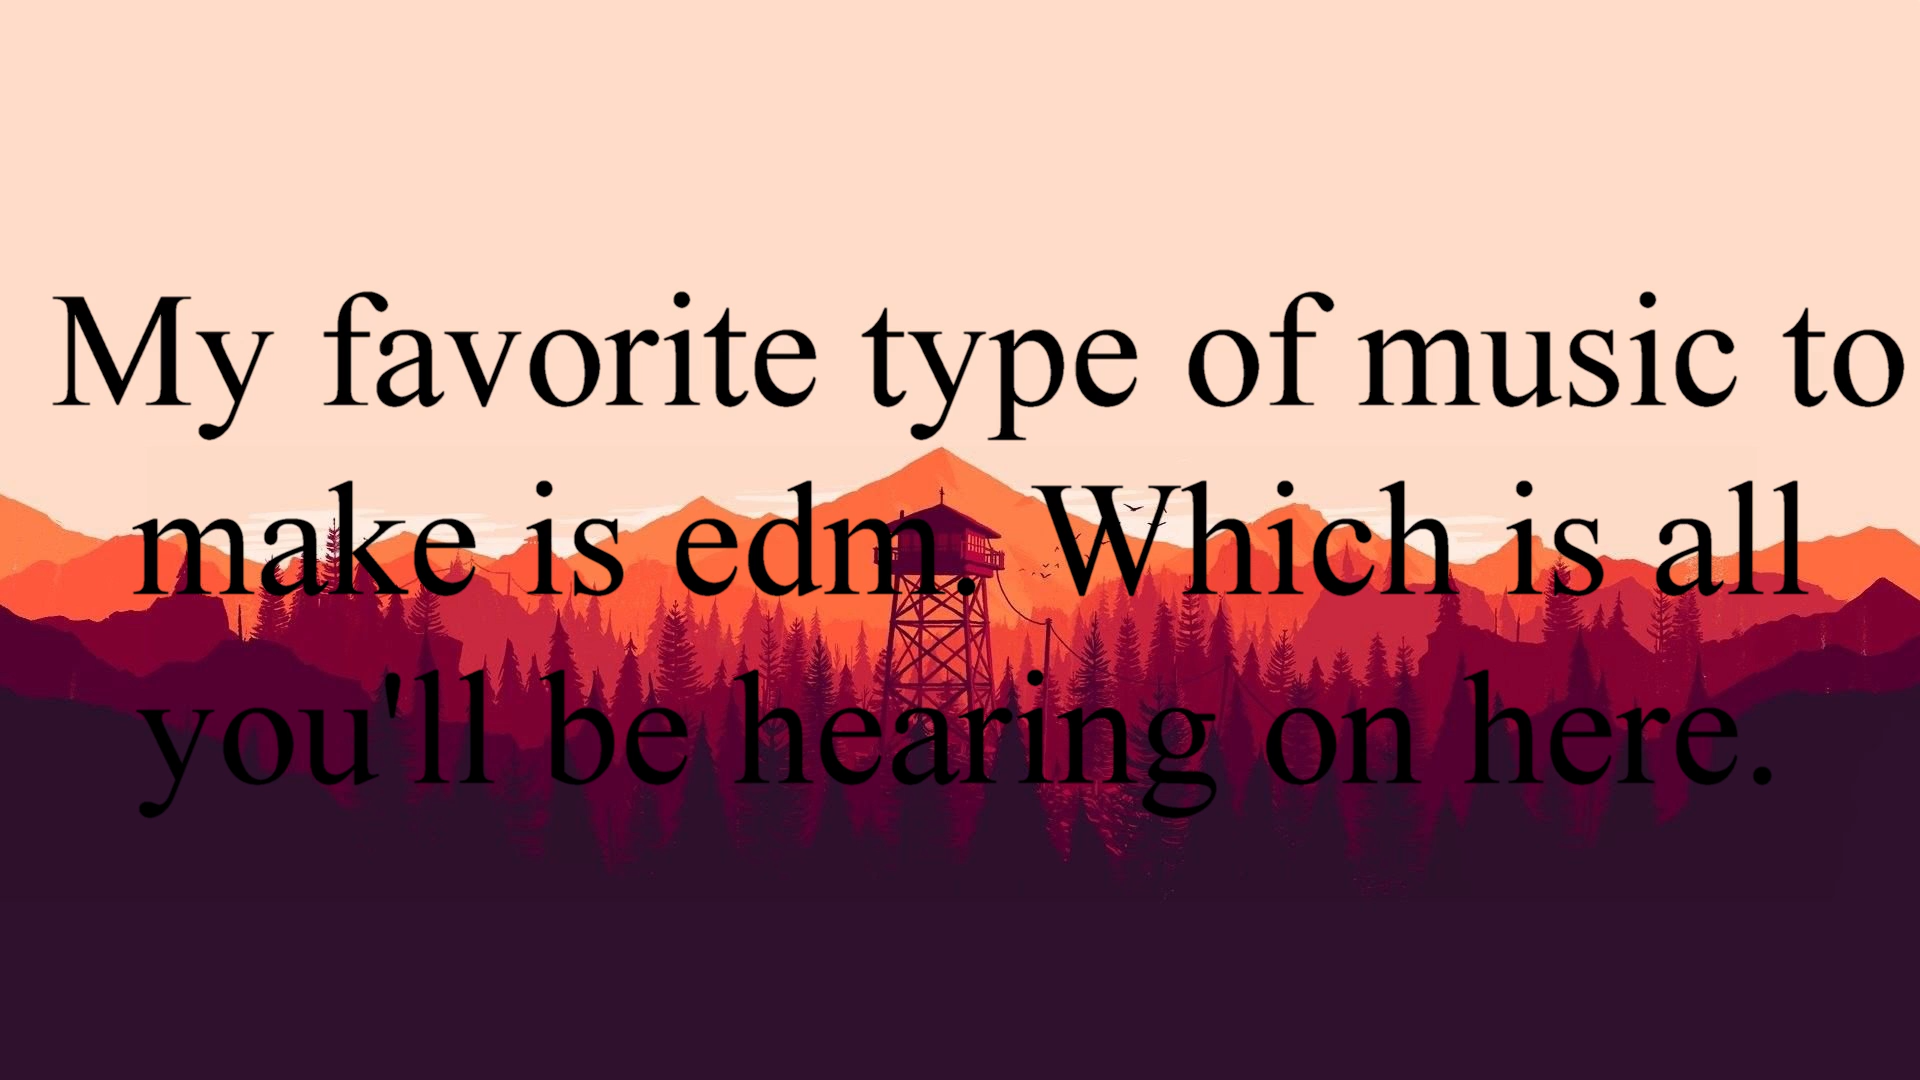 My favorite type of music to
make is edm. Which is all
you'll be hearing on here.